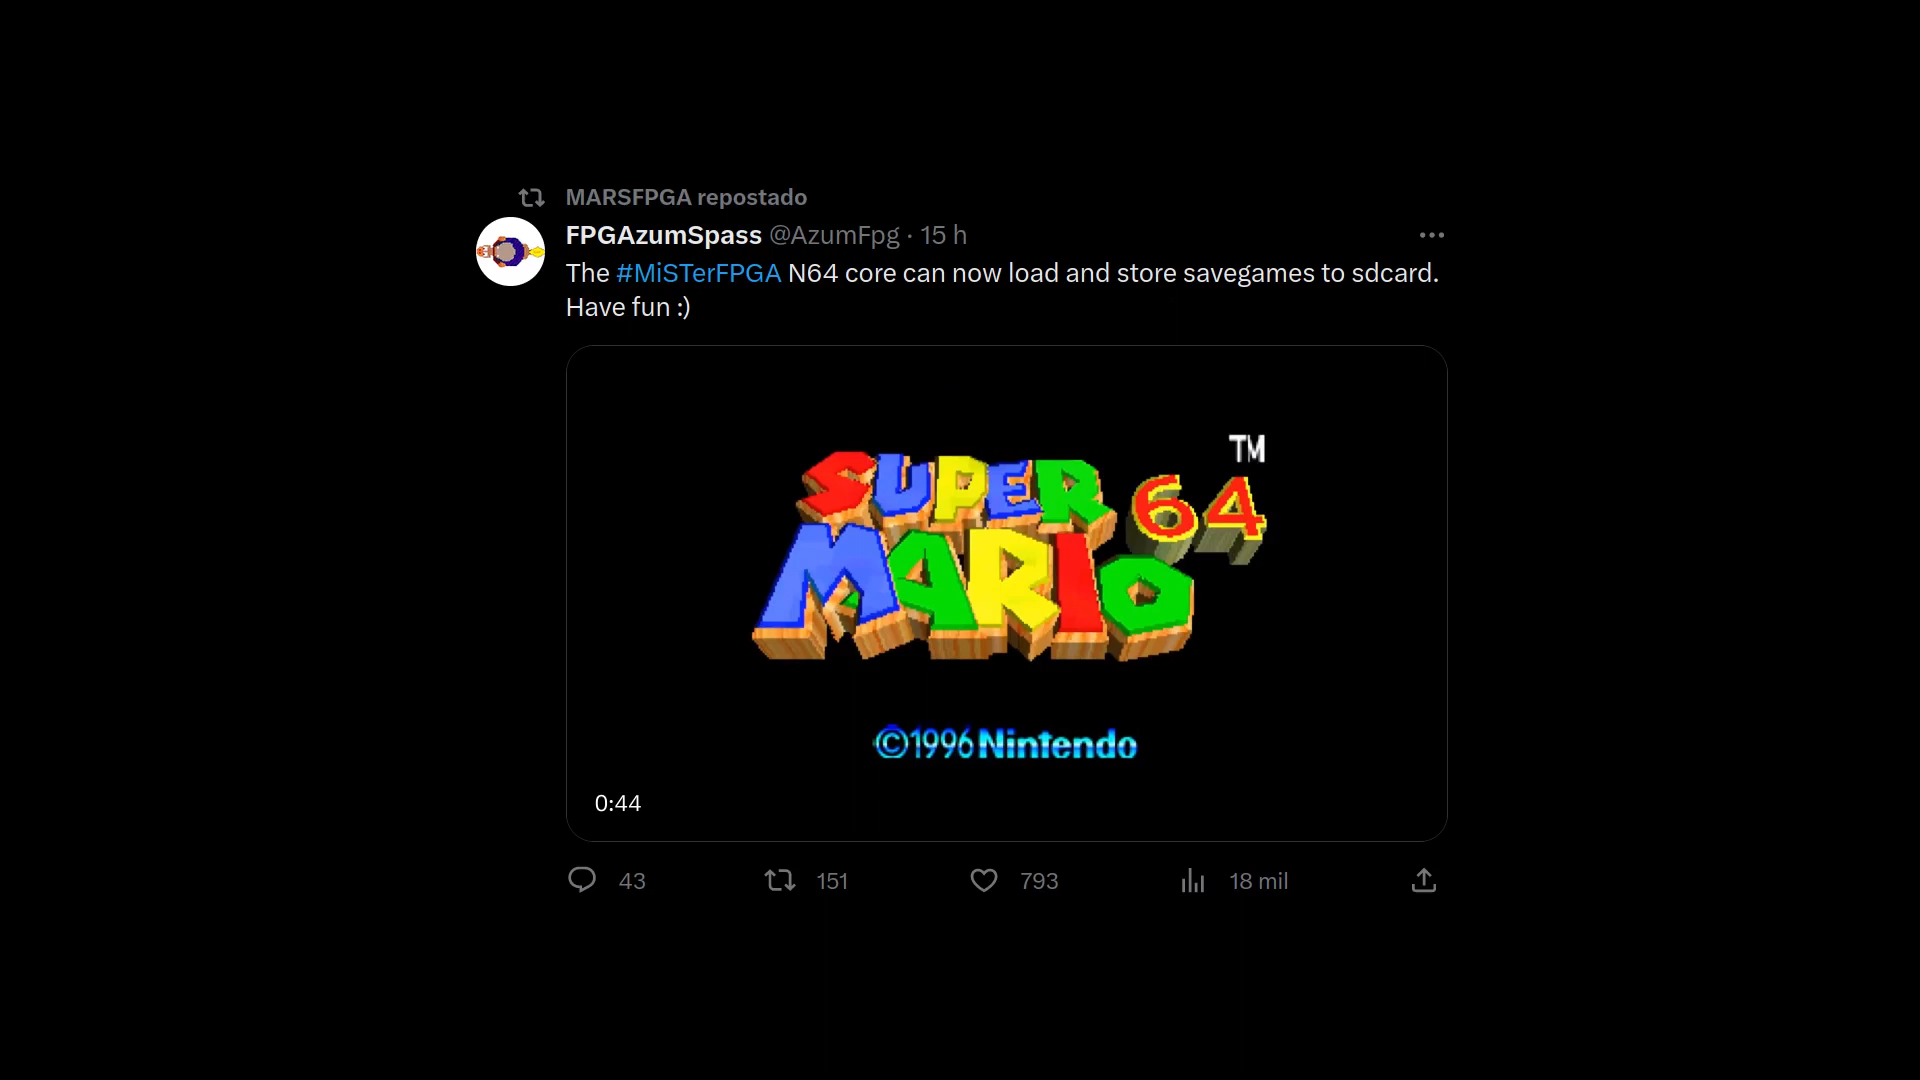 MARSFPGA repostado
FPGAzumSpass @AzumFpg · 15 h
The #MiSTerFPGA N64 core can now load and store savegames to sdcard.
Have fun :)
TM
SUPER
MARIO 64
©1996 Nintendo
0:44
43 151 793 18 mil